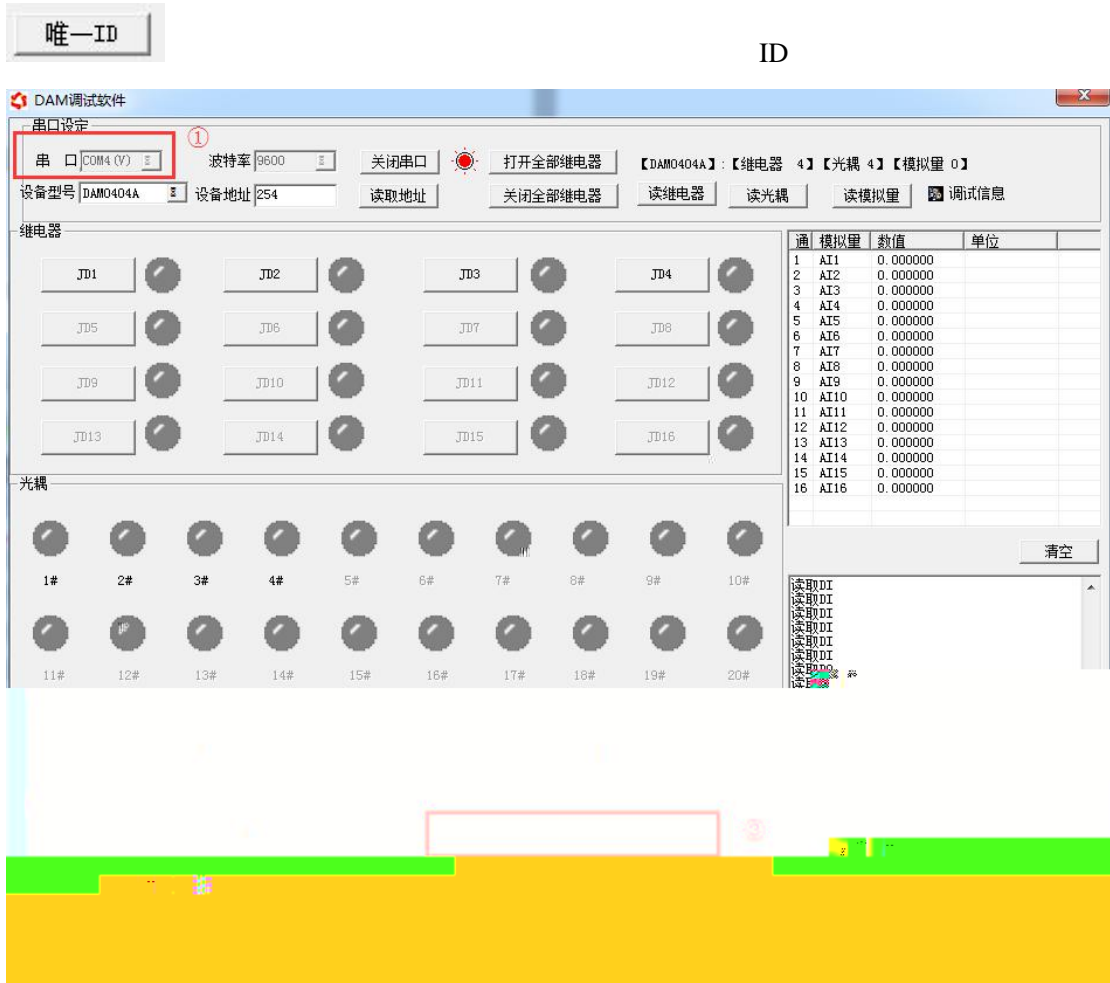 唯一ID
ID
DAM调试软件
串口设定
①
串 口 COM4(V) 波特率 9600 关闭串口 打开全部继电器 【DAM0404A】:【继电器 4】【光耦 4】【模拟量 0】
设备型号 DAM0404A 设备地址 254 读取地址 关闭全部继电器 读继电器 读光耦 读模拟量 调试信息
继电器
JD1 JD2 JD3 JD4
JD5 JD6 JD7 JD8
JD9 JD10 JD11 JD12
JD13 JD14 JD15 JD16
通 模拟量 数值 单位
1 AI1 0.000000
2 AI2 0.000000
3 AI3 0.000000
4 AI4 0.000000
5 AI5 0.000000
6 AI6 0.000000
7 AI7 0.000000
8 AI8 0.000000
9 AI9 0.000000
10 AI10 0.000000
11 AI11 0.000000
12 AI12 0.000000
13 AI13 0.000000
14 AI14 0.000000
15 AI15 0.000000
16 AI16 0.000000
清空
光耦
1# 2# 3# 4# 5# 6# 7# 8# 9# 10#
11# 12# 13# 14# 15# 16# 17# 18# 19# 20#
读取DI
读取DI
读取DI
读取DI
读取DI
读取DI